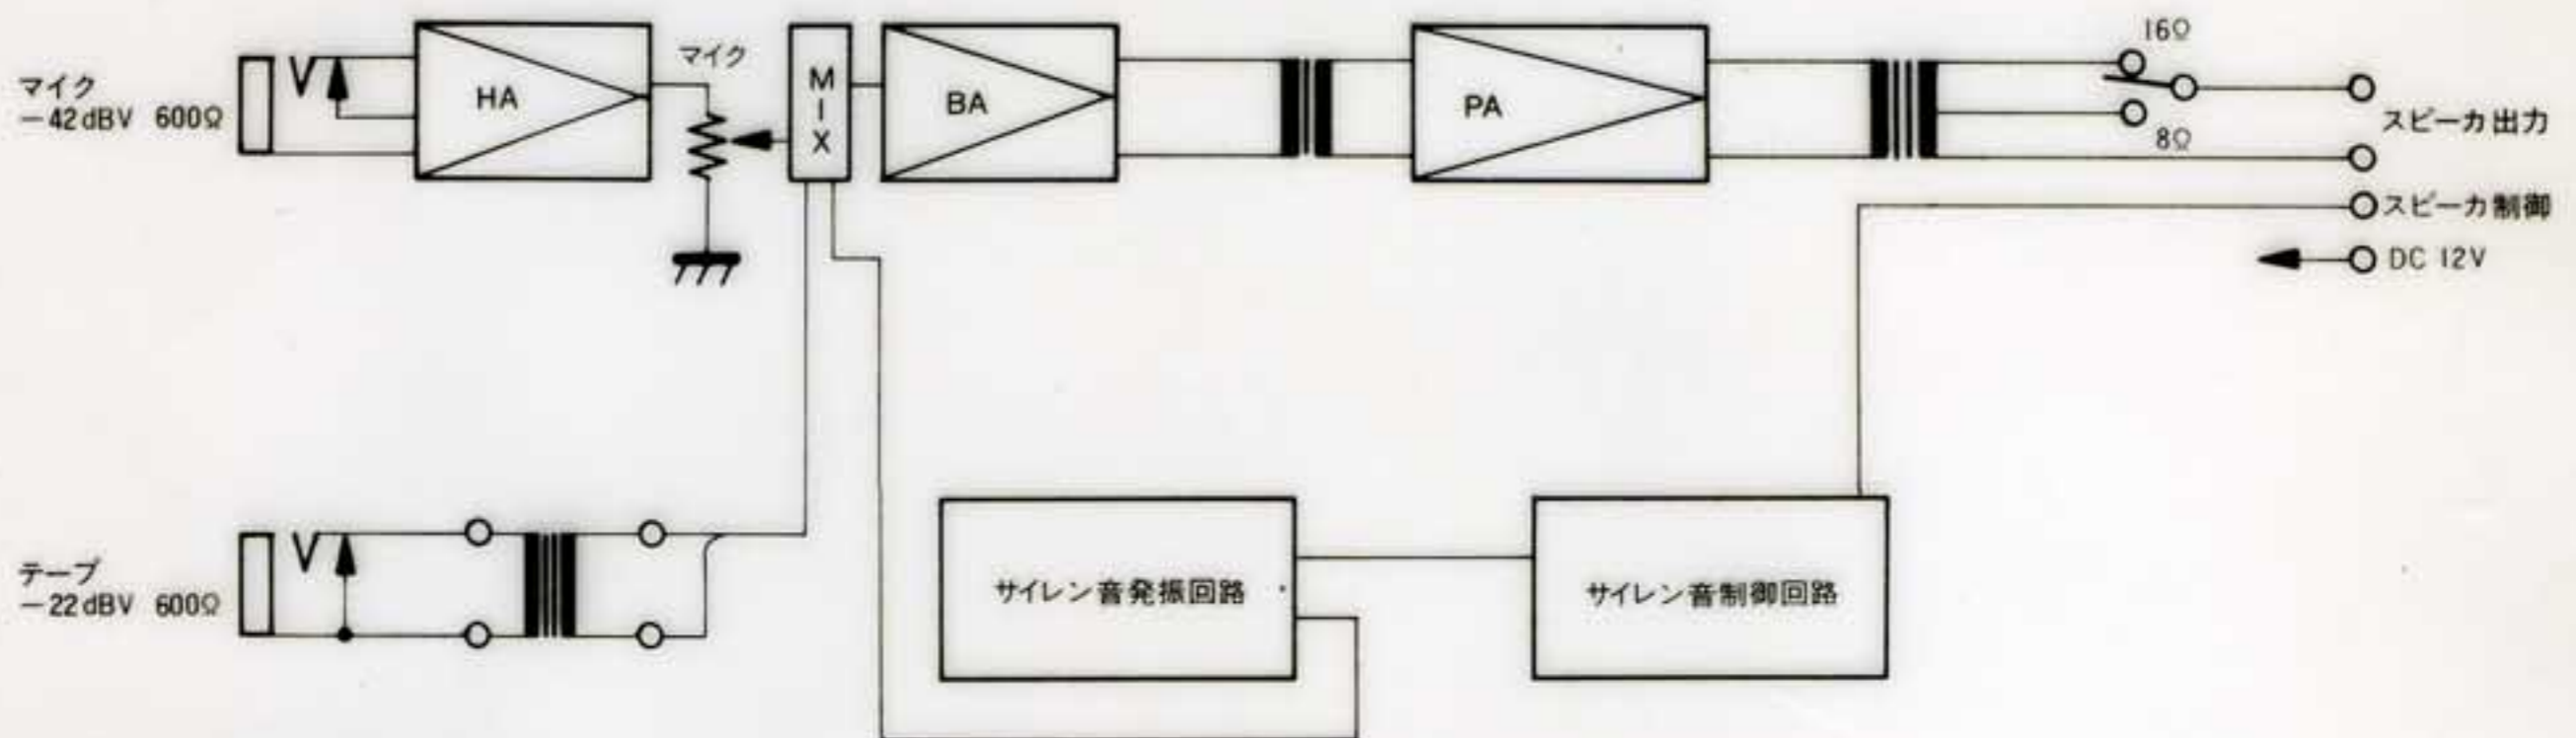 マイク
-42dBV 600Ω
HA
マイク
MIX
BA
PA
16Ω
8Ω
スピーカ出力
スピーカ制御
DC 12V
テープ
-22dBV 600Ω
サイレン音発振回路
サイレン音制御回路